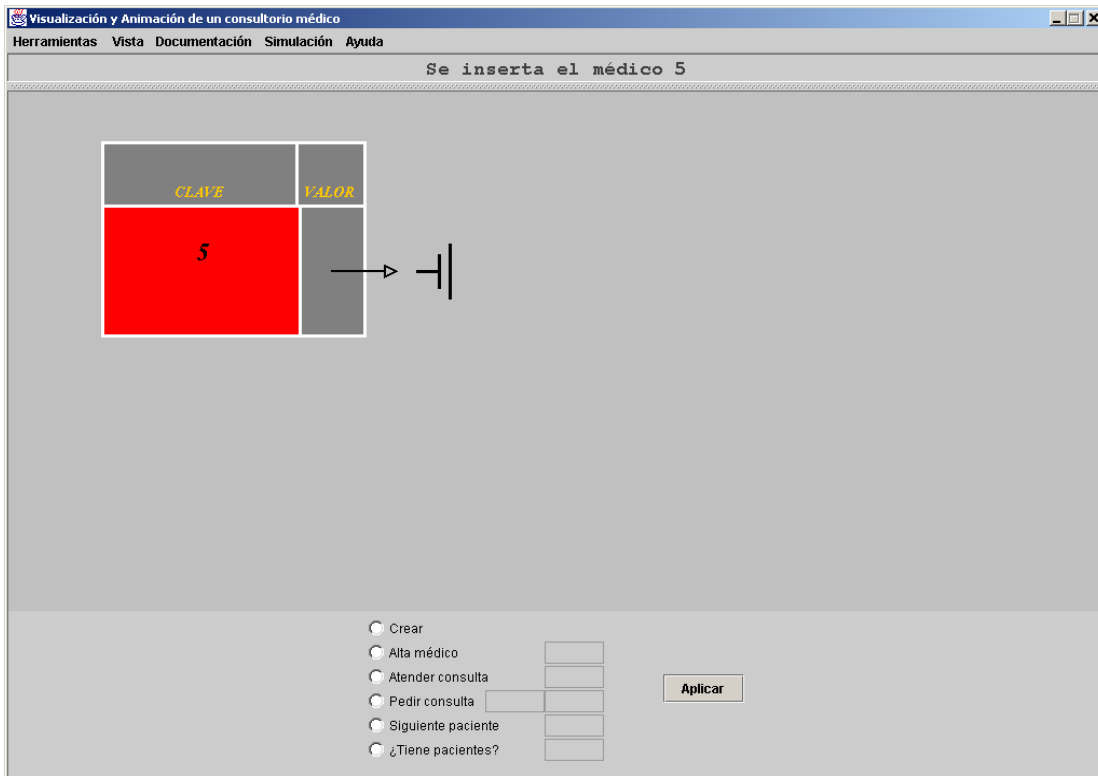 Visualización y Animación de un consultorio médico
Herramientas Vista Documentación Simulación Ayuda
Se inserta el médico 5
CLAVE VALOR
5
Crear
Alta médico
Atender consulta
Pedir consulta
Siguiente paciente
¿Tiene pacientes?
Aplicar